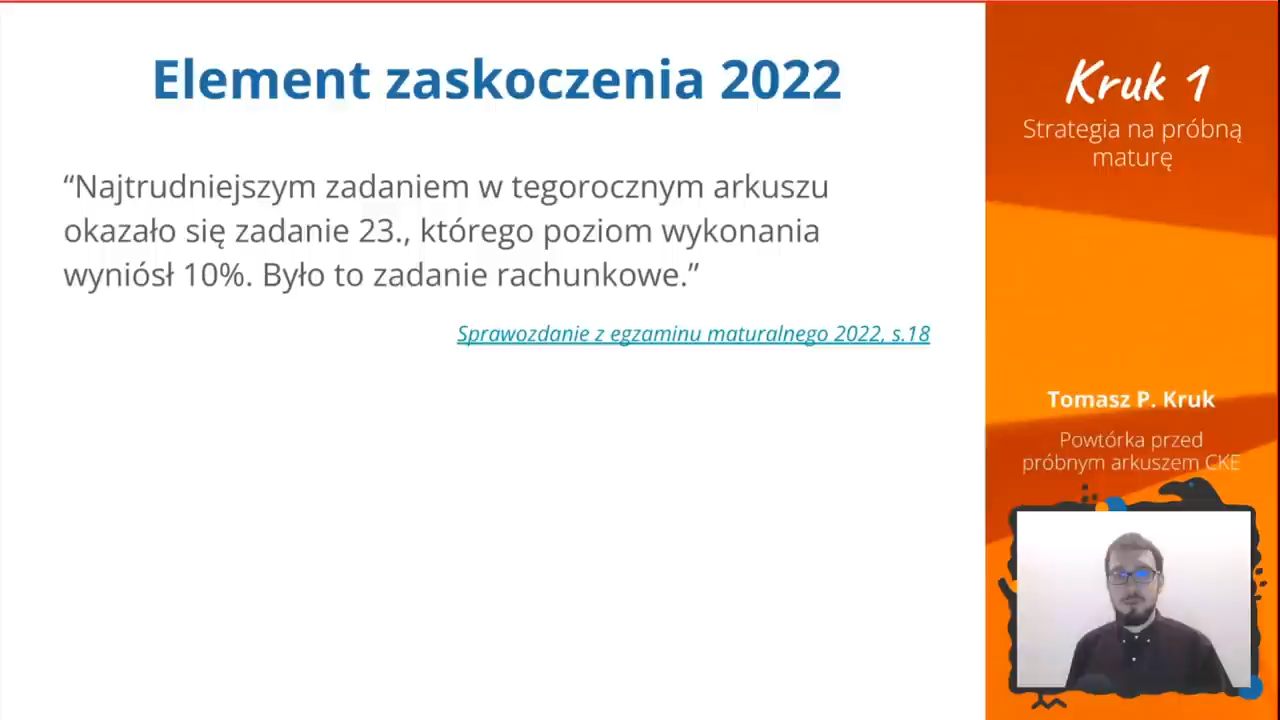 Element zaskoczenia 2022
“Najtrudniejszym zadaniem w tegorocznym arkuszu
okazało się zadanie 23., którego poziom wykonania
wyniósł 10%. Było to zadanie rachunkowe.”
Sprawozdanie z egzaminu maturalnego 2022, s.18
Kruk 1
Strategia na próbną
maturę
Tomasz P. Kruk
Powtórka przed
próbnym arkuszem CKE